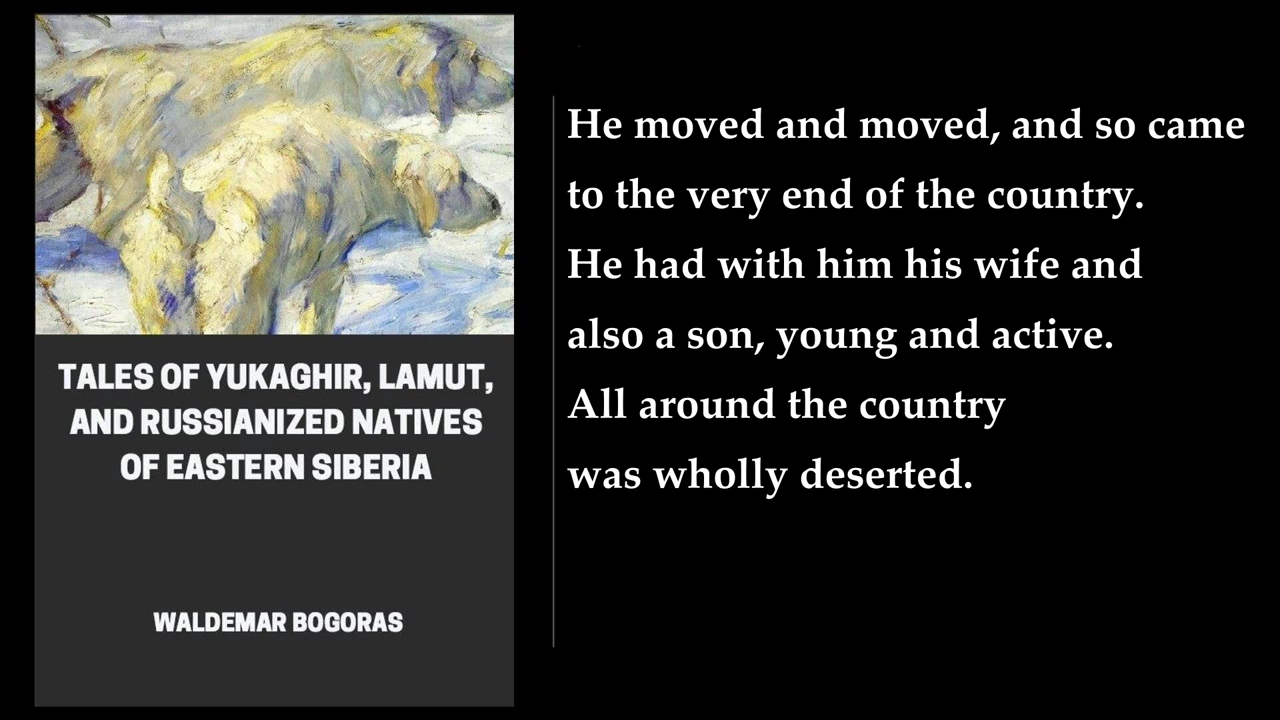 TALES OF YUKAGHIR, LAMUT,
AND RUSSIANIZED NATIVES
OF EASTERN SIBERIA
WALDEMAR BOGORAS
He moved and moved, and so came
to the very end of the country.
He had with him his wife and
also a son, young and active.
All around the country
was wholly deserted.